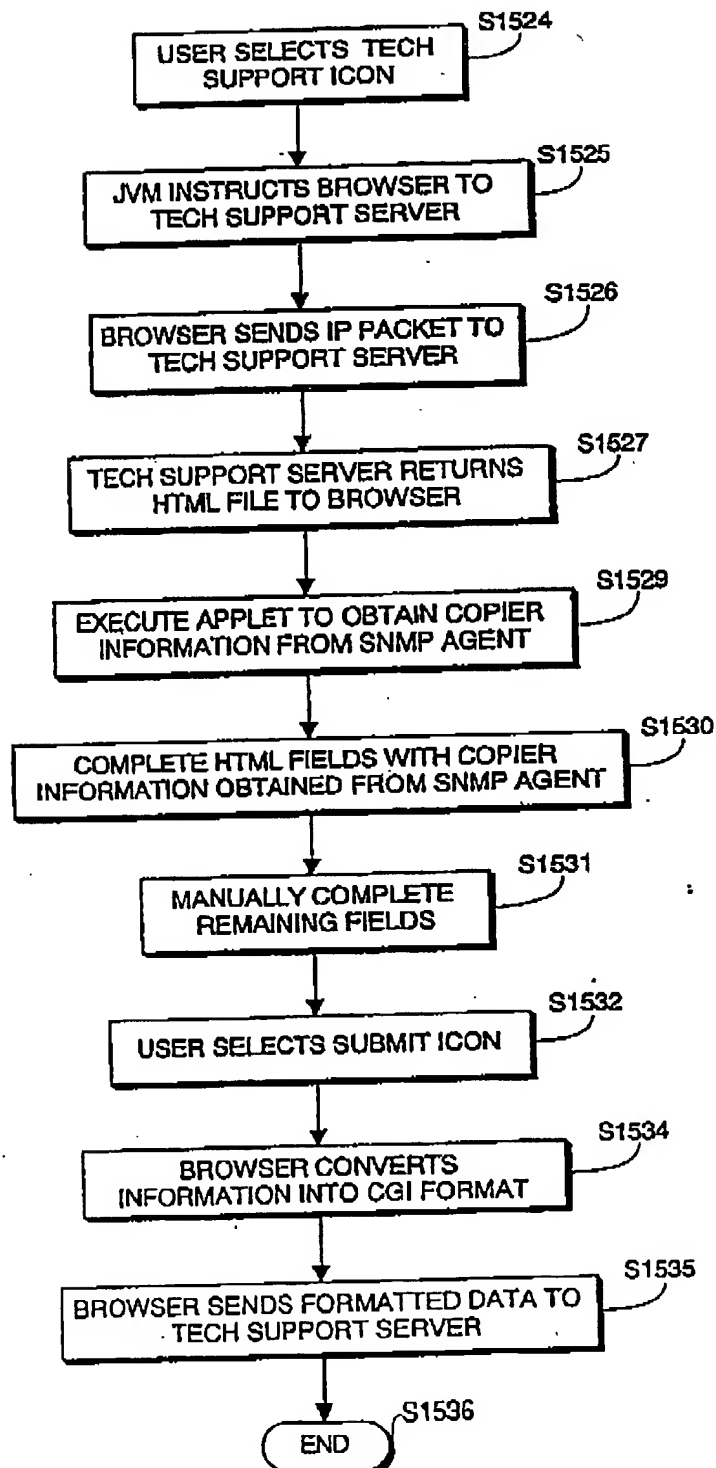 S1524
USER SELECTS TECH
SUPPORT ICON
S1525
JVM INSTRUCTS BROWSER TO
TECH SUPPORT SERVER
S1526
BROWSER SENDS IP PACKET TO
TECH SUPPORT SERVER
S1527
TECH SUPPORT SERVER RETURNS
HTML FILE TO BROWSER
S1529
EXECUTE APPLET TO OBTAIN COPIER
INFORMATION FROM SNMP AGENT
S1530
COMPLETE HTML FIELDS WITH COPIER
INFORMATION OBTAINED FROM SNMP AGENT
S1531
MANUALLY COMPLETE
REMAINING FIELDS
S1532
USER SELECTS SUBMIT ICON
S1534
BROWSER CONVERTS
INFORMATION INTO CGI FORMAT
S1535
BROWSER SENDS FORMATTED DATA TO
TECH SUPPORT SERVER
S1536
END